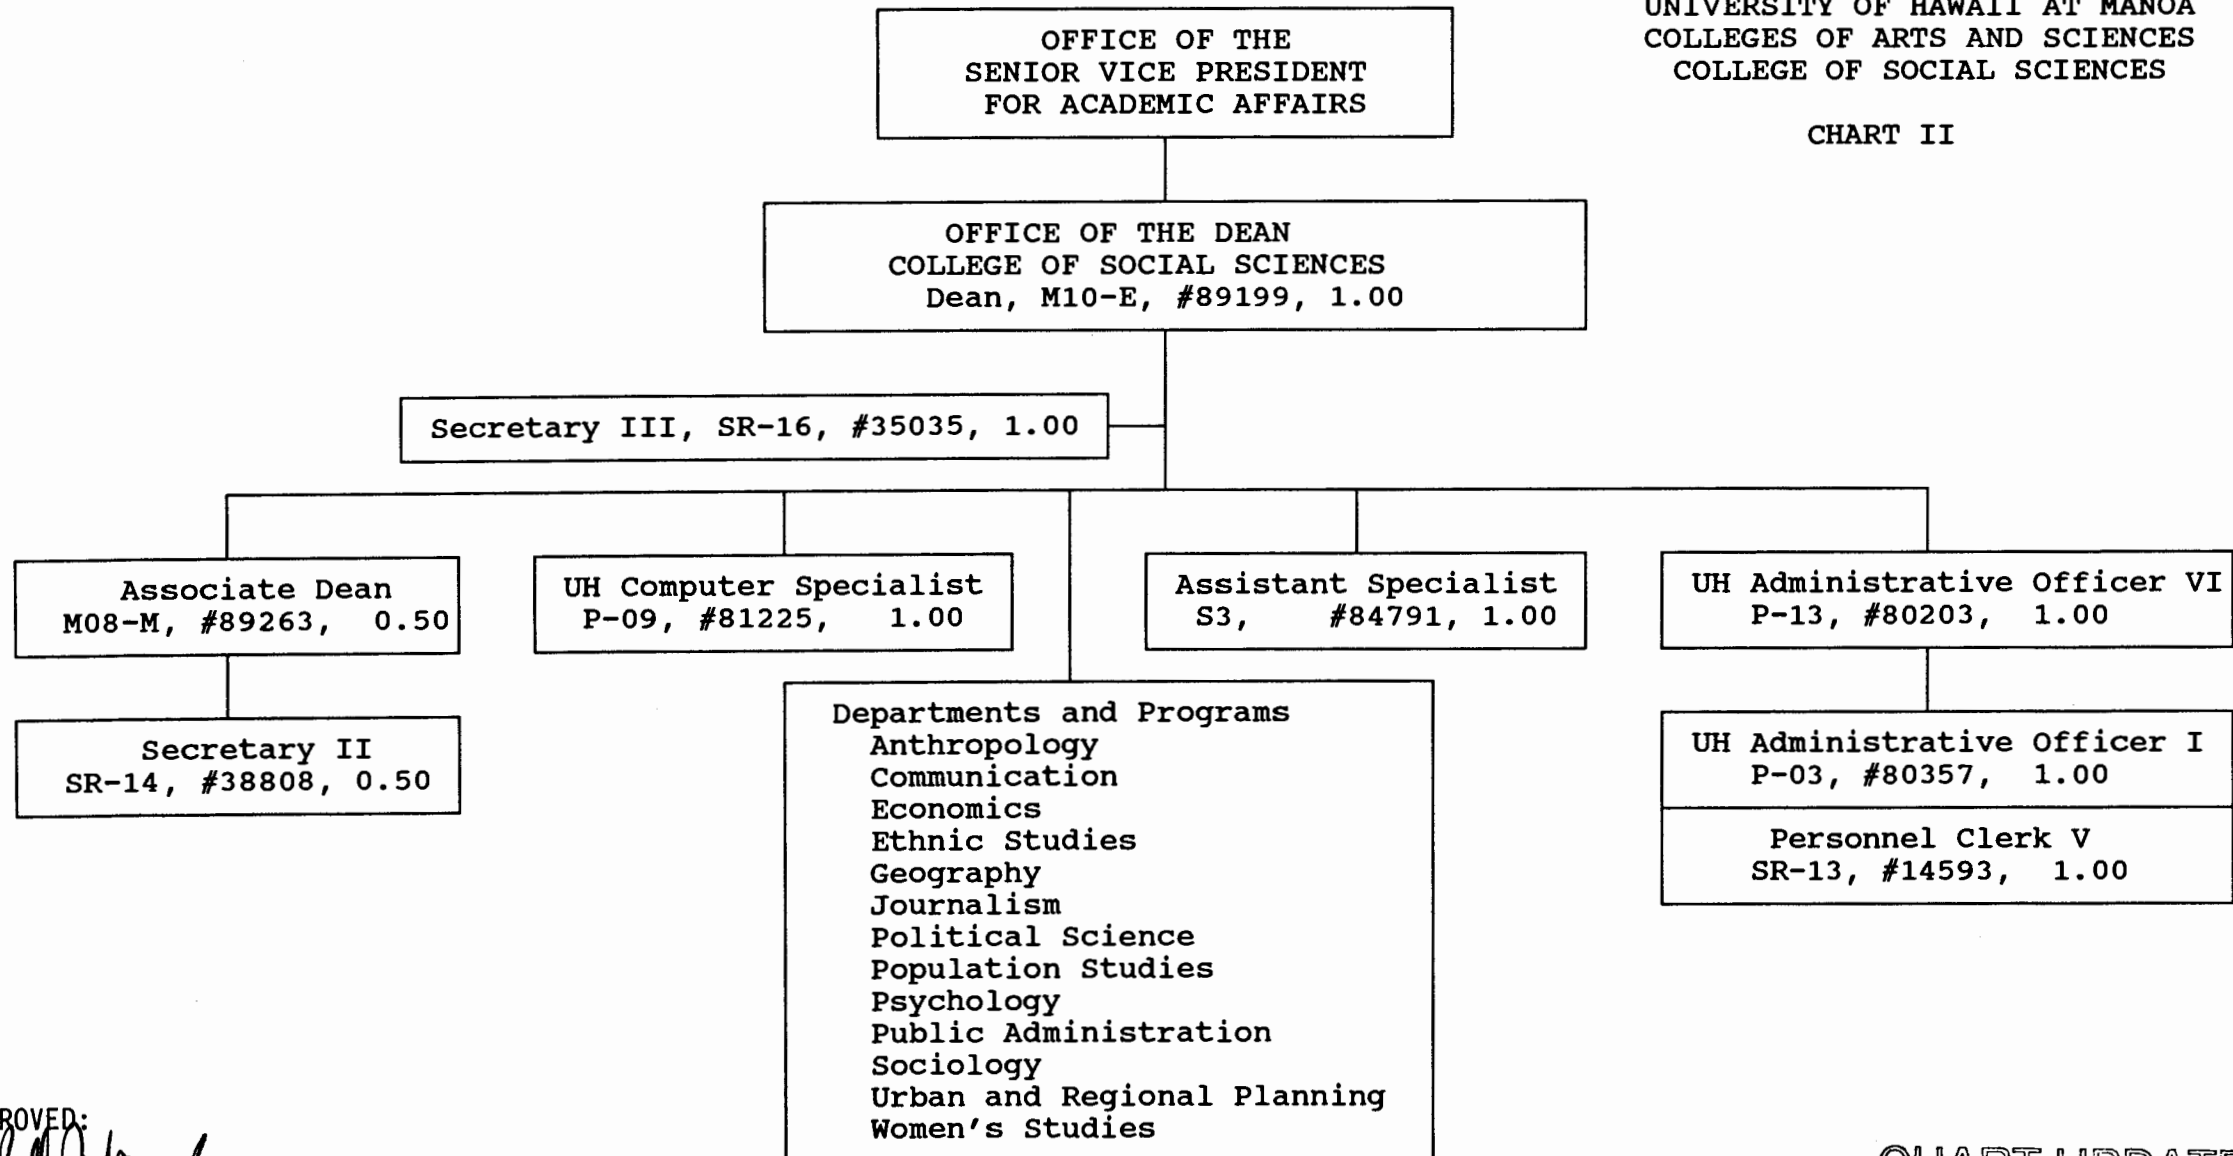 UNIVERSITY OF HAWAII AT MANOA
COLLEGES OF ARTS AND SCIENCES
COLLEGE OF SOCIAL SCIENCES
CHART II
OFFICE OF THE
SENIOR VICE PRESIDENT
FOR ACADEMIC AFFAIRS
OFFICE OF THE DEAN
COLLEGE OF SOCIAL SCIENCES
Dean, M10-E, #89199, 1.00
Secretary III, SR-16, #35035, 1.00
Associate Dean
M08-M, #89263, 0.50
UH Computer Specialist
P-09, #81225, 1.00
Assistant Specialist
S3, #84791, 1.00
UH Administrative Officer VI
P-13, #80203, 1.00
Secretary II
SR-14, #38808, 0.50
Departments and Programs
Anthropology
Communication
Economics
Ethnic Studies
Geography
Journalism
Political Science
Population Studies
Psychology
Public Administration
Sociology
Urban and Regional Planning
Women's Studies
UH Administrative Officer I
P-03, #80357, 1.00
Personnel Clerk V
SR-13, #14593, 1.00
ROVED: